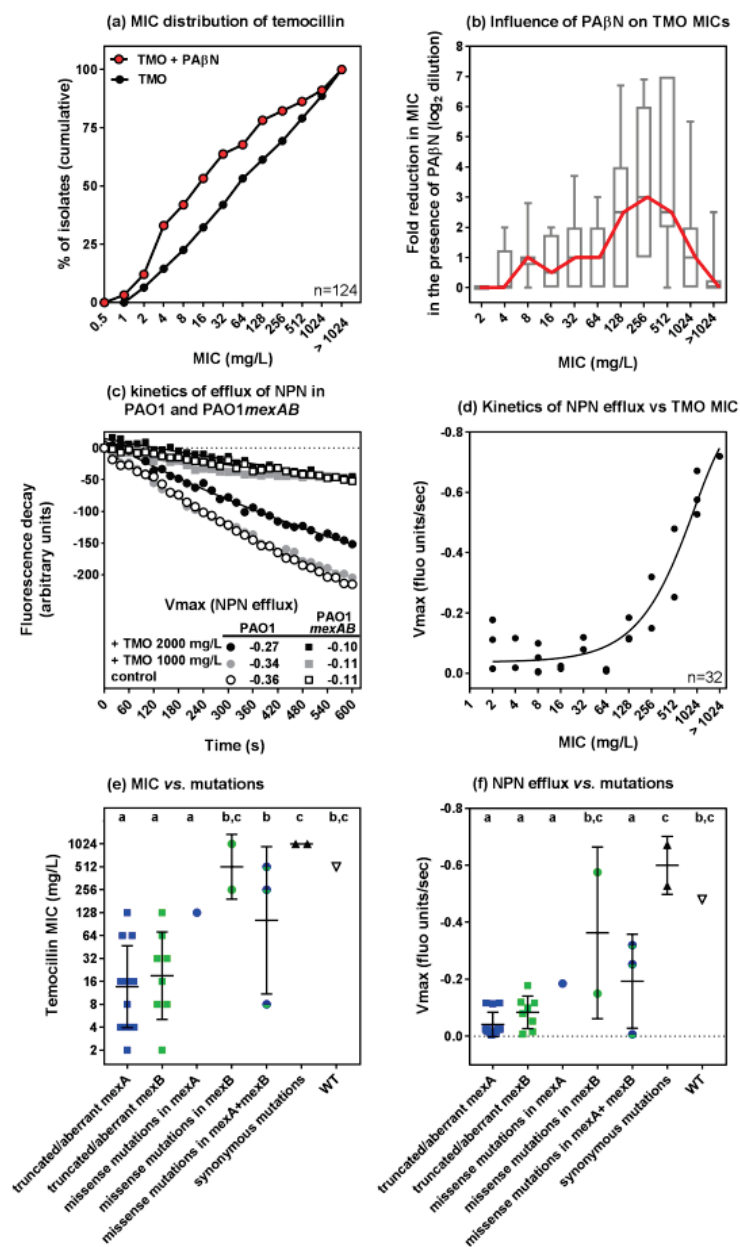 (a) MIC distribution of temocillin
TMO + PAβN
TMO
% of isolates (cumulative)
100
75
50
25
0
0.5
1
2
4
8
16
32
64
128
256
512
1024
> 1024
n=124
MIC (mg/L)
(b) Influence of PAβN on TMO MICs
Fold reduction in MIC
in the presence of PAβN (log2 dilution)
8
7
6
5
4
3
2
1
0
2
4
8
16
32
64
128
256
512
1024
>1024
MIC (mg/L)
(c) kinetics of efflux of NPN in
PAO1 and PAO1mexAB
Fluorescence decay
(arbitrary units)
0
-50
-100
-150
-200
Vmax (NPN efflux)
PAO1
PAO1
mexAB
+ TMO 2000 mg/L
-0.27
-0.10
+ TMO 1000 mg/L
-0.34
-0.11
control
-0.36
-0.11
0
60
120
180
240
300
360
420
480
540
600
Time (s)
(d) Kinetics of NPN efflux vs TMO MIC
Vmax (fluo units/sec)
-0.8
-0.6
-0.4
-0.2
0.0
n=32
1
2
4
8
16
32
64
128
256
512
1024
> 1024
MIC (mg/L)
(e) MIC vs. mutations
Temocillin MIC (mg/L)
a a a b,c b c b,c
1024
512
256
128
64
32
16
8
4
2
truncated/aberrant mexA
truncated/aberrant mexB
missense mutations in mexA
missense mutations in mexB
missense mutations in mexA+mexB
synonymous mutations
WT
(f) NPN efflux vs. mutations
Vmax (fluo units/sec)
a a a b,c a c b,c
-0.8
-0.6
-0.4
-0.2
0.0
truncated/aberrant mexA
truncated/aberrant mexB
missense mutations in mexA
missense mutations in mexB
missense mutations in mexA+ mexB
synonymous mutations
WT